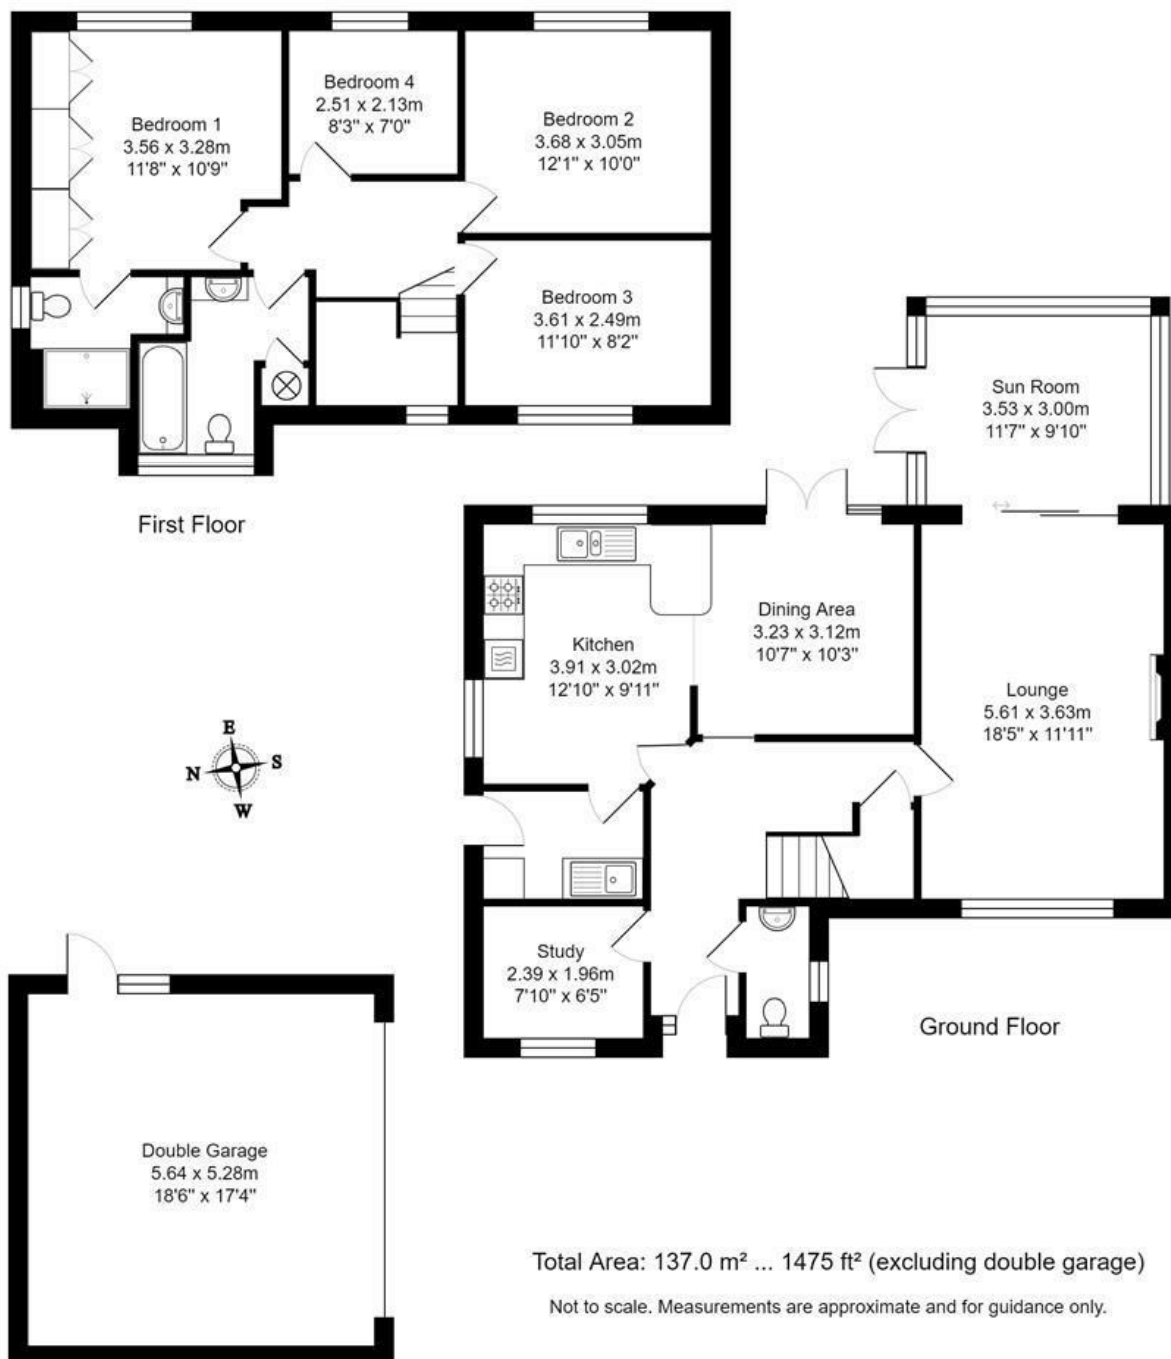 Bedroom 1
3.56 x 3.28m
11'8" x 10'9"
Bedroom 4
2.51 x 2.13m
8'3" x 7'0"
Bedroom 2
3.68 x 3.05m
12'1" x 10'0"
Bedroom 3
3.61 x 2.49m
11'10" x 8'2"
First Floor
Sun Room
3.53 x 3.00m
11'7" x 9'10"
Kitchen
3.91 x 3.02m
12'10" x 9'11"
Dining Area
3.23 x 3.12m
10'7" x 10'3"
Lounge
5.61 x 3.63m
18'5" x 11'11"
E
N
S
W
Study
2.39 x 1.96m
7'10" x 6'5"
Ground Floor
Double Garage
5.64 x 5.28m
18'6" x 17'4"
Total Area: 137.0 m² ... 1475 ft² (excluding double garage)
Not to scale. Measurements are approximate and for guidance only.